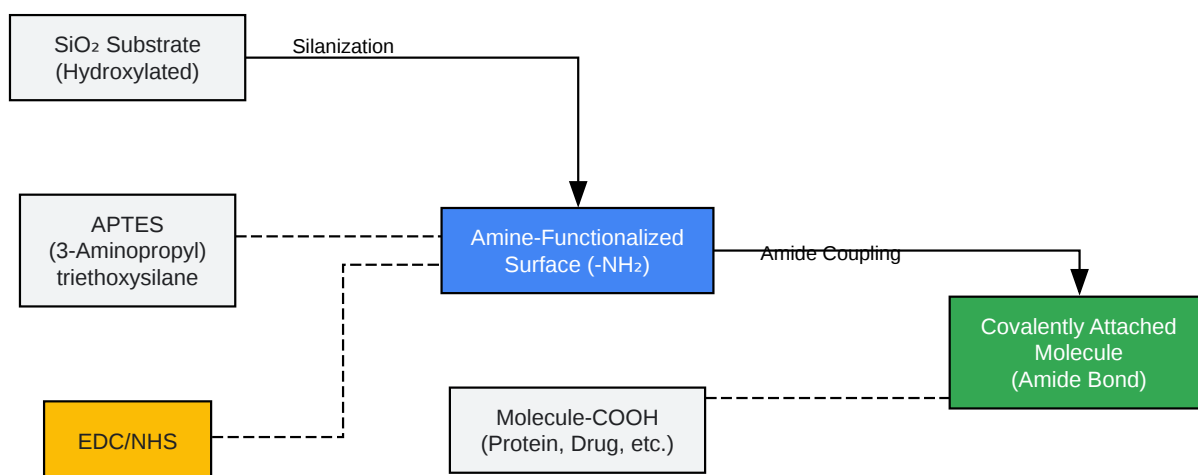 SiO₂ Substrate
(Hydroxylated)
Silanization
APTES
(3-Aminopropyl)
triethoxysilane
Amine-Functionalized
Surface (-NH₂)
Amide Coupling
Covalently Attached
Molecule
(Amide Bond)
EDC/NHS
Molecule-COOH
(Protein, Drug, etc.)